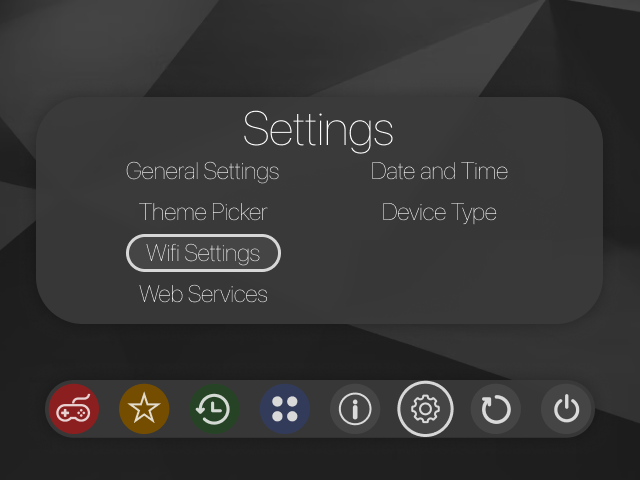 Settings
General Settings
Theme Picker
Wifi Settings
Web Services
Date and Time
Device Type